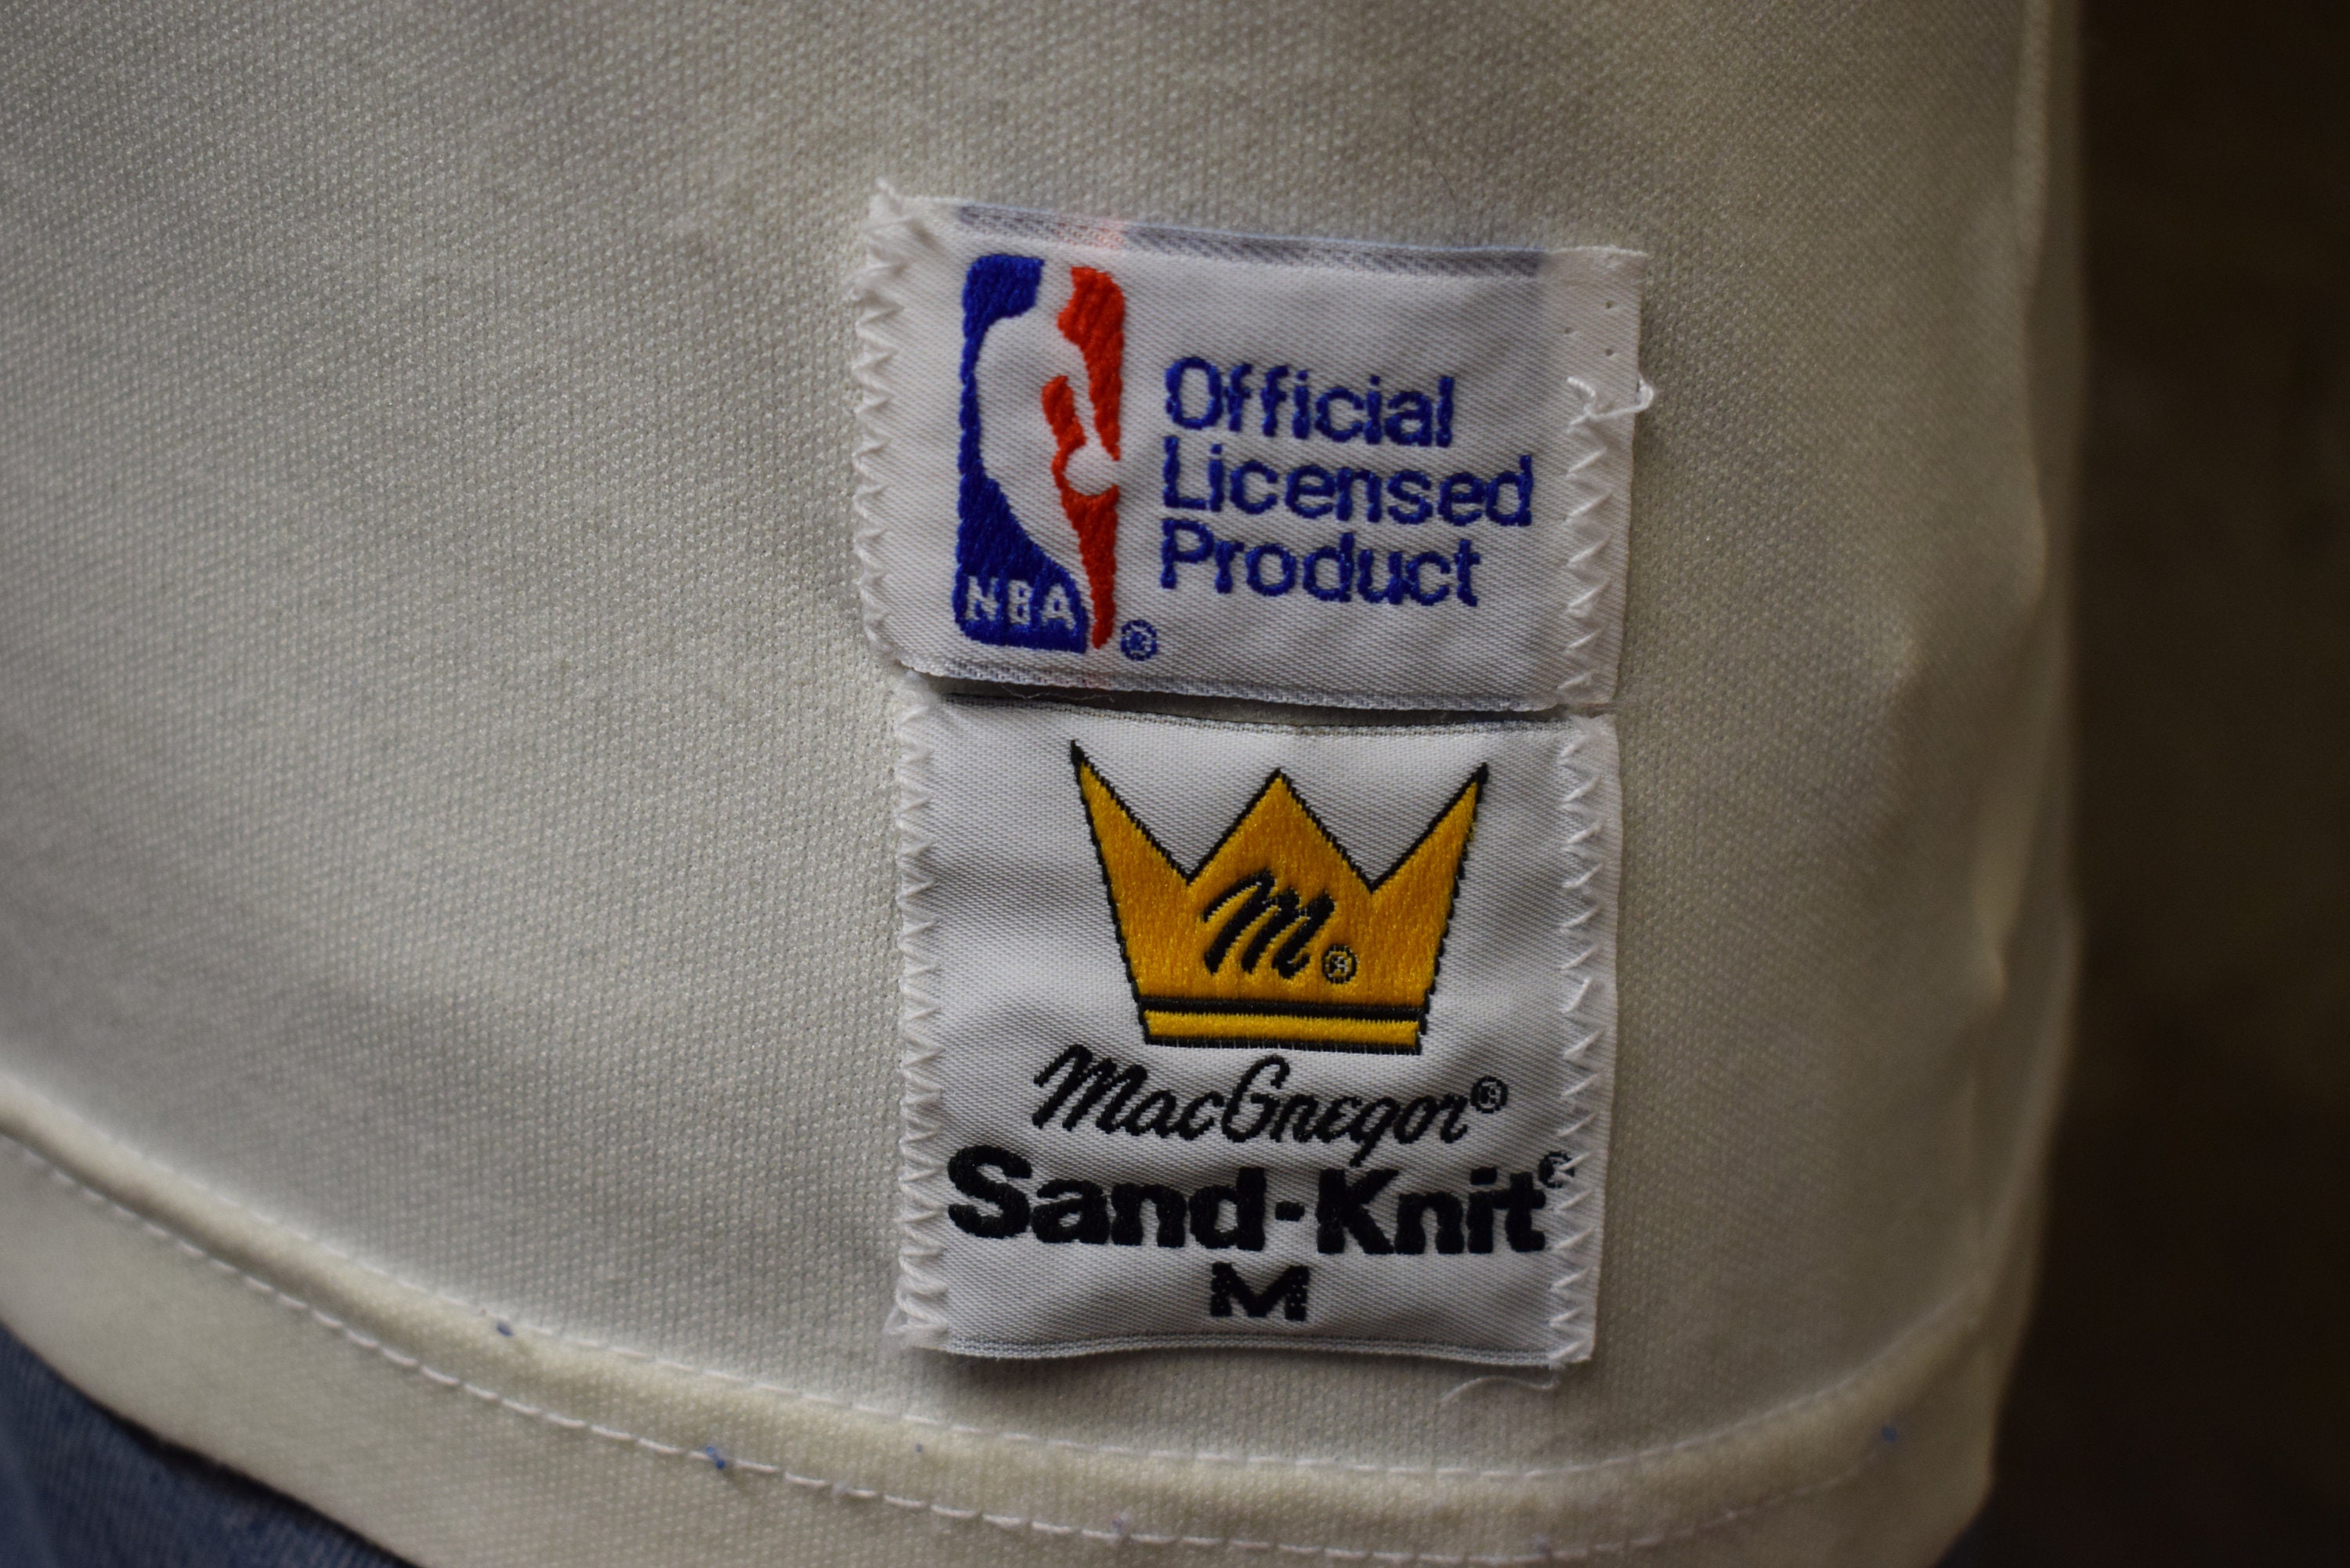 Official
Licensed
Product
NBA ®
M ®
MacGregor®
Sand-Knit®
M